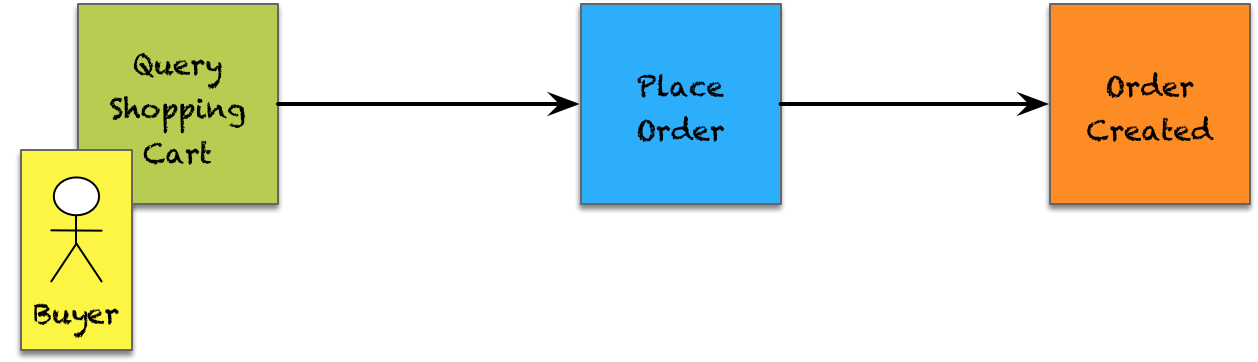 Query
Shopping
Cart
Place
Order
Order
Created
Buyer